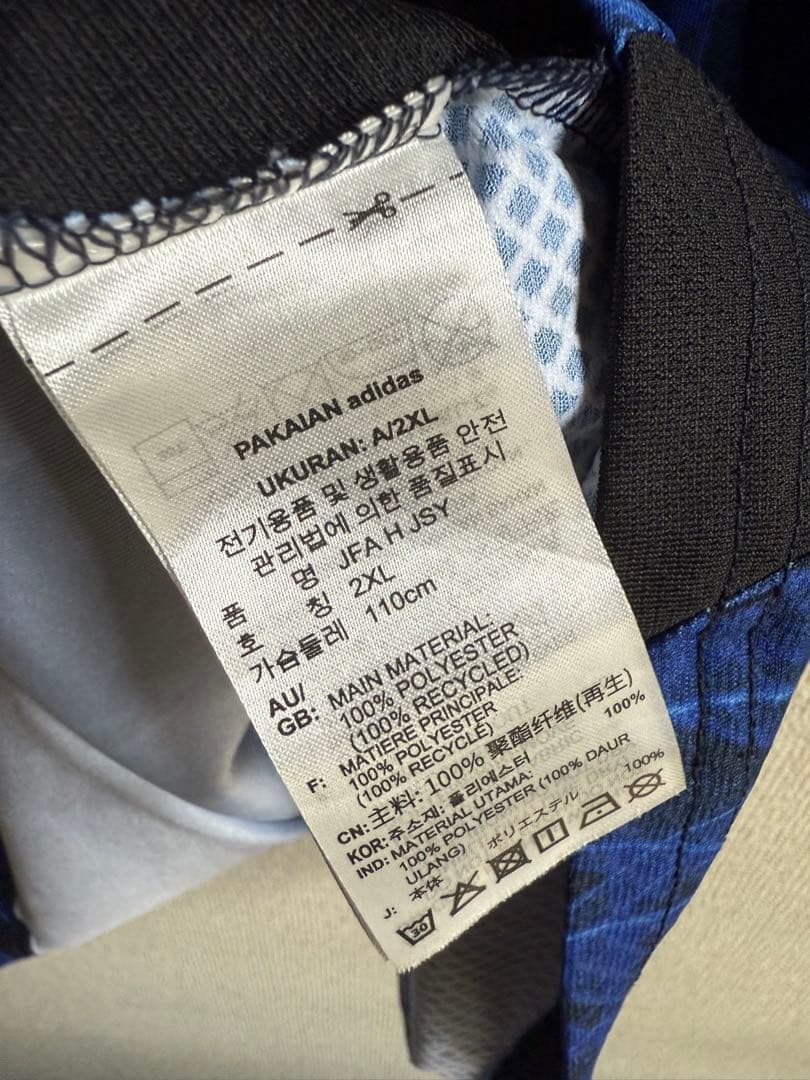 PAKAIAN adidas
UKURAN: A/2XL
전기용품 및 생활용품 안전
관리법에 의한 품질표시
품 명 JFA H JSY
호 칭 2XL
가슴둘레 110cm
AU/
GB: MAIN MATERIAL:
100% POLYESTER
(100% RECYCLED)
F: MATIERE PRINCIPALE:
100% POLYESTER
(100% RECYCLE)
CN: 主料: 100% 聚酯纤维(再生)
KOR: 주소재: 폴리에스터 100%
IND: MATERIAL UTAMA:
100% POLYESTER (100% DAUR
ULANG)
J: 本体 ポリエステル 100%
30